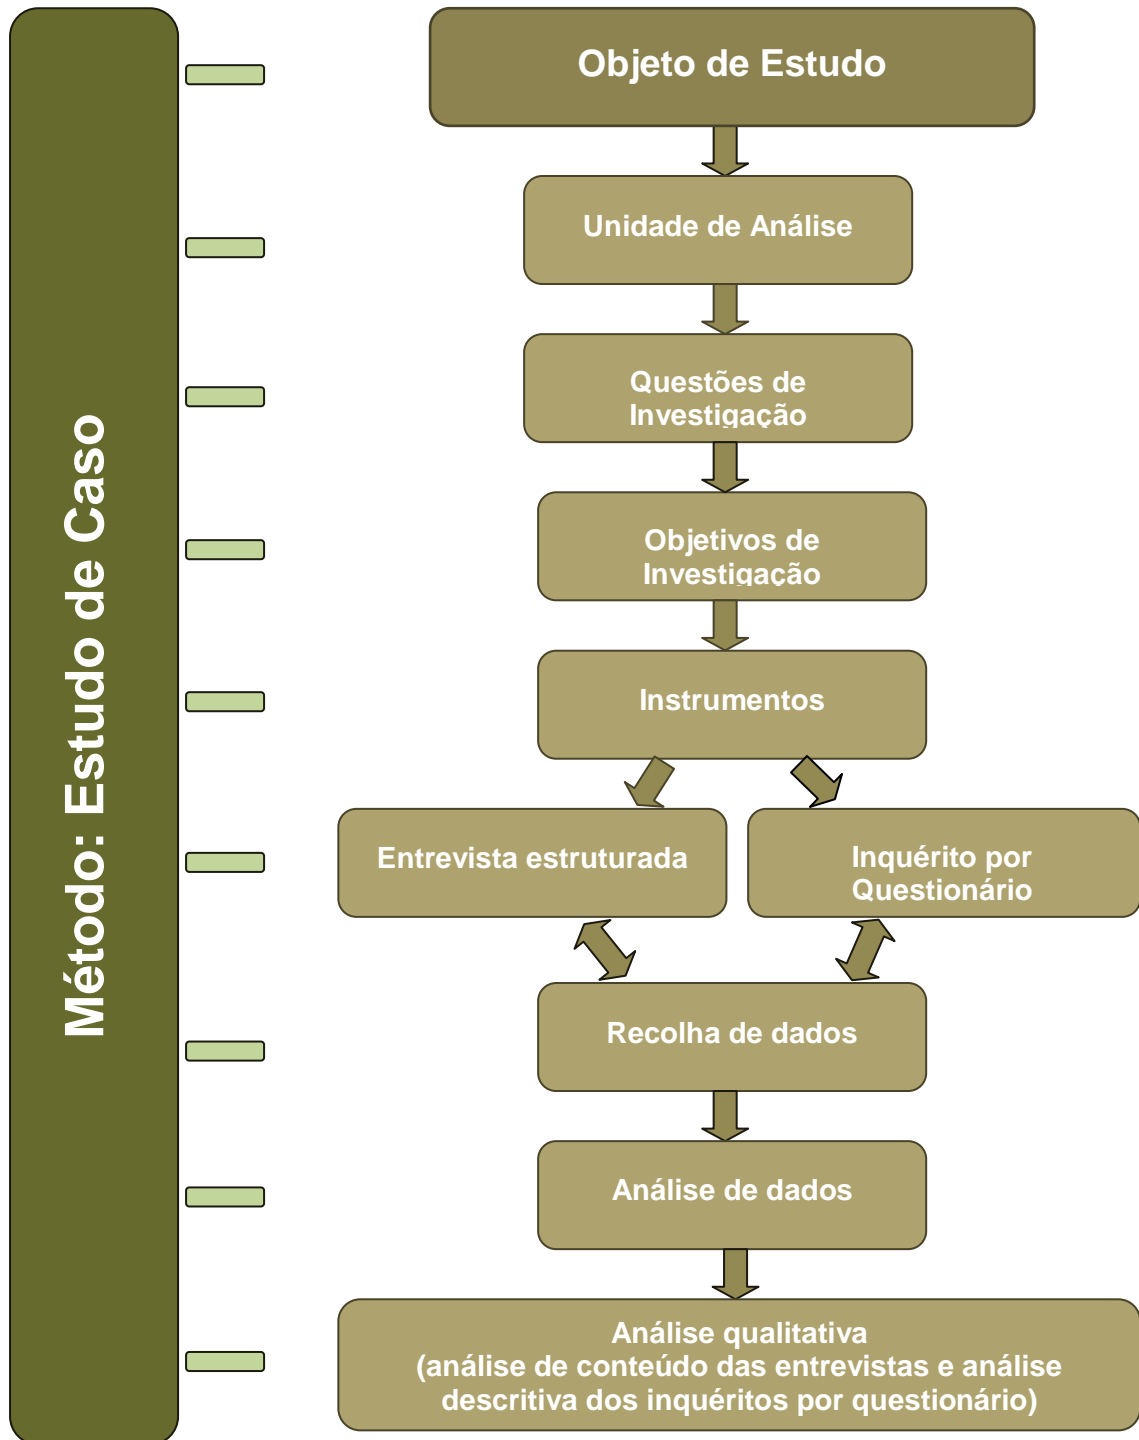 Método: Estudo de Caso
Objeto de Estudo
Unidade de Análise
Questões de
Investigação
Objetivos de
Investigação
Instrumentos
Entrevista estruturada
Inquérito por
Questionário
Recolha de dados
Análise de dados
Análise qualitativa
(análise de conteúdo das entrevistas e análise
descritiva dos inquéritos por questionário)